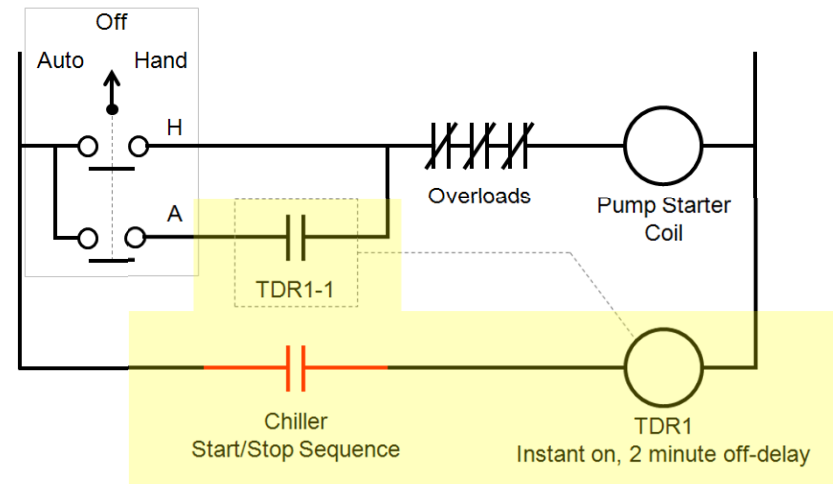 Off
Auto
Hand
H
Overloads
Pump Starter
Coil
A
TDR1-1
Chiller
Start/Stop Sequence
TDR1
Instant on, 2 minute off-delay